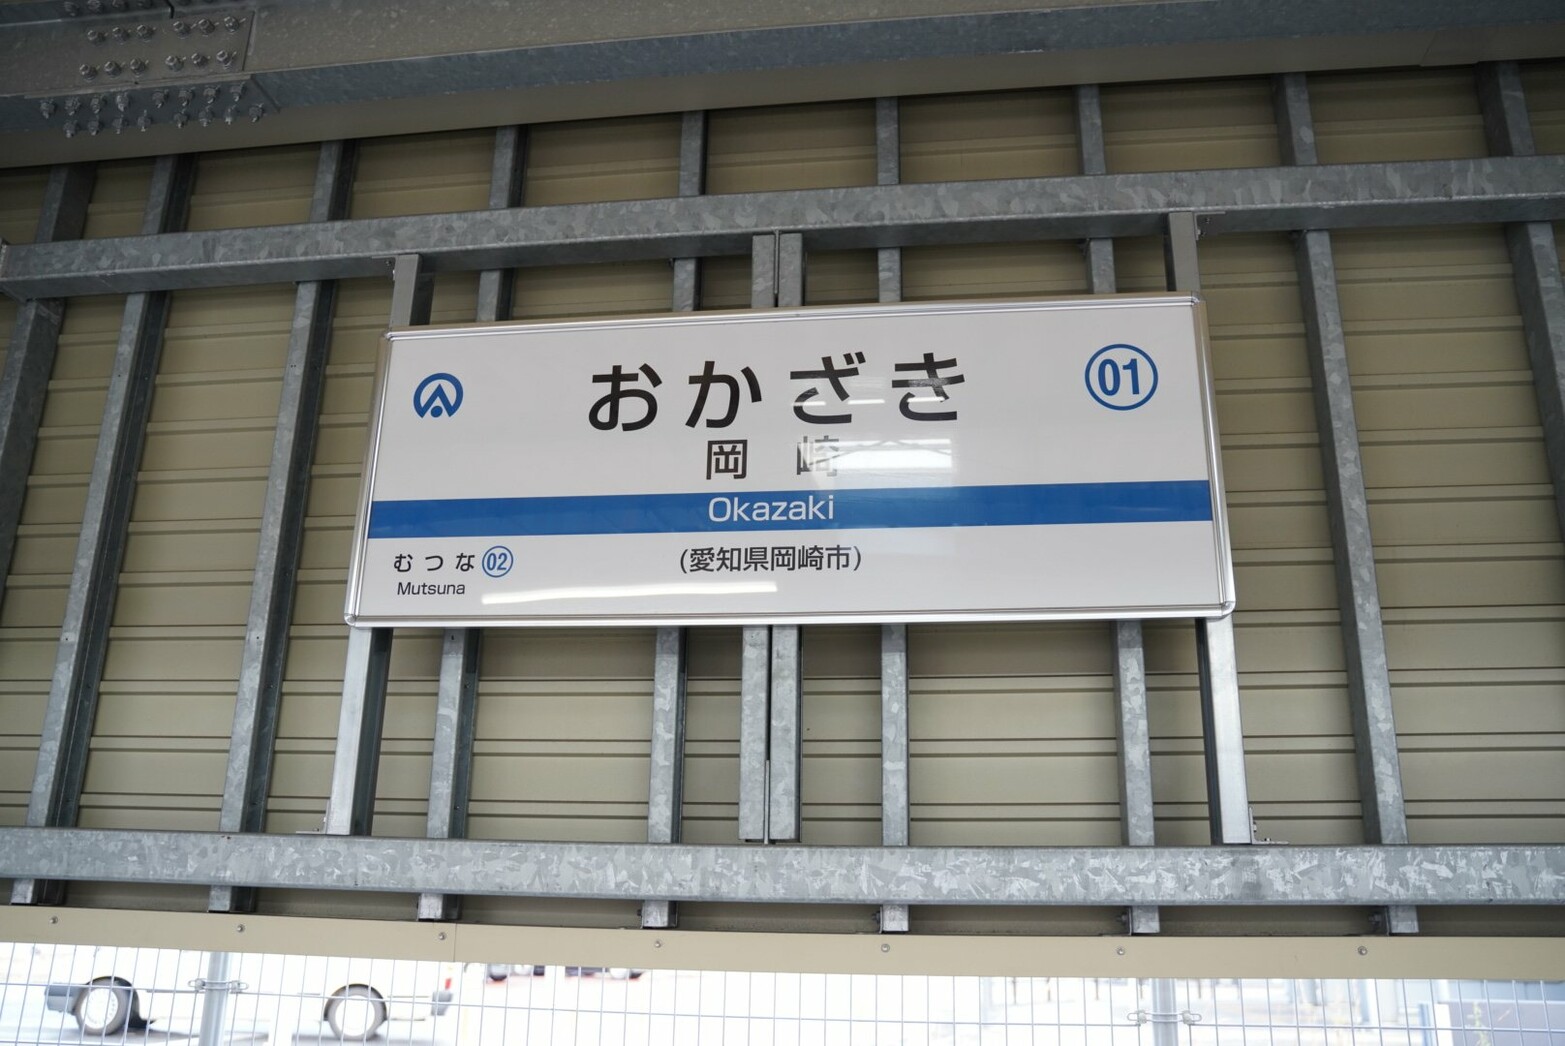 おかざき
01
岡崎
Okazaki
むつな 02
Mutsuna
(愛知県岡崎市)